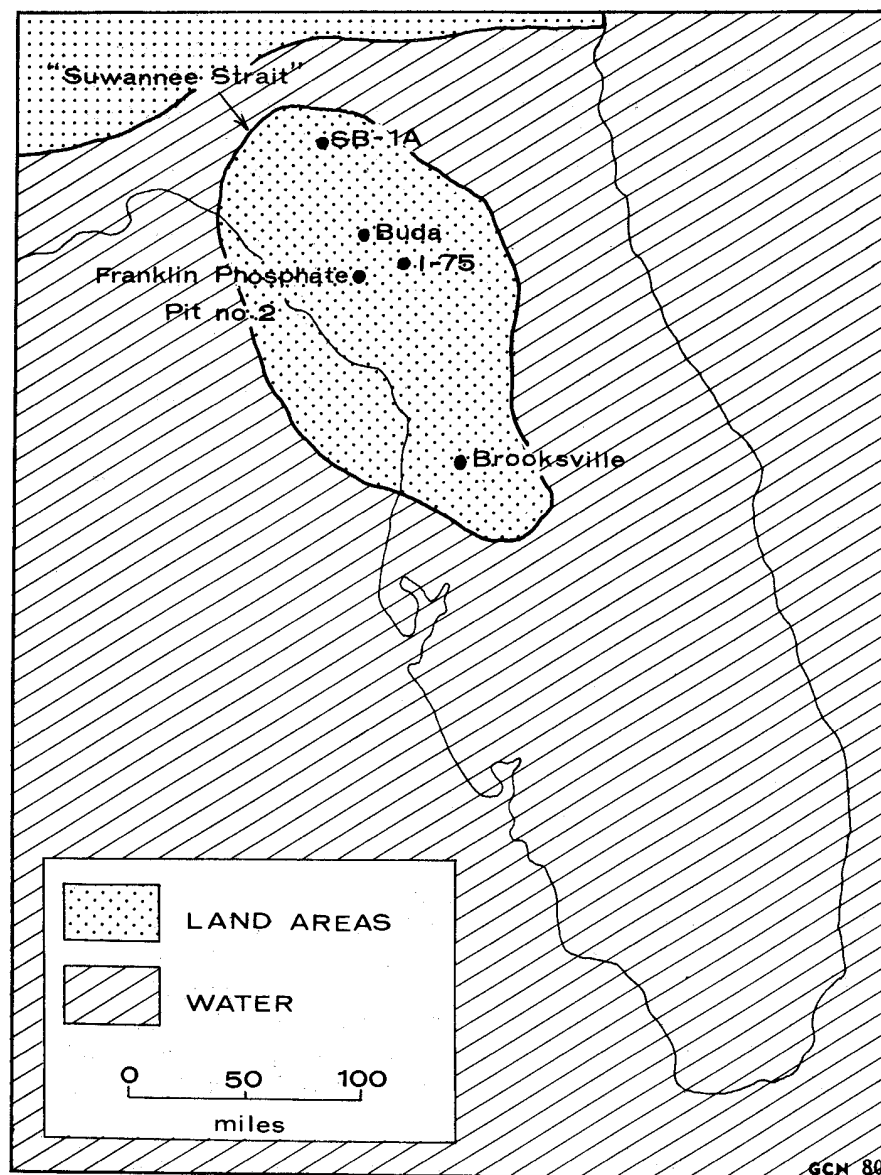 "Suwannee Strait"
SB-1A
Buda
I-75
Franklin Phosphate
Pit no. 2
Brooksville
LAND AREAS
WATER
0 50 100
miles
GCN 80